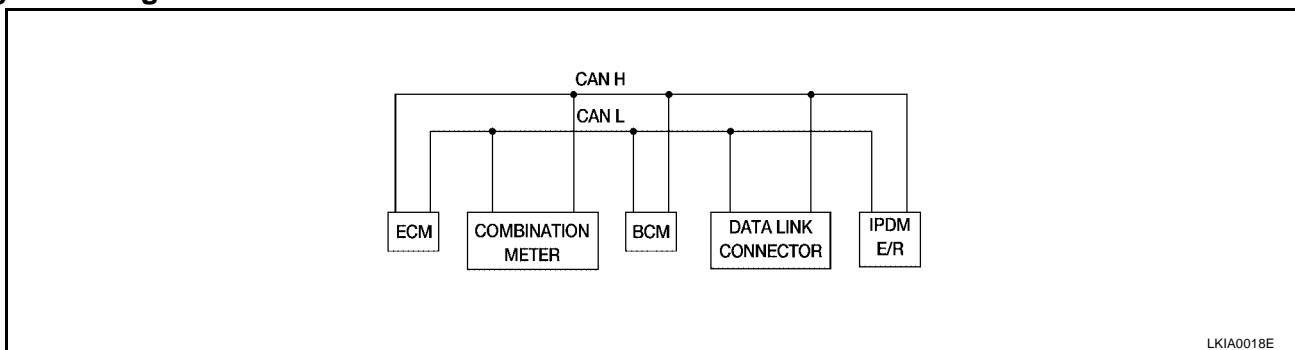 CAN H
CAN L
ECM
COMBINATION
METER
BCM
DATA LINK
CONNECTOR
IPDM
E/R
LKIA0018E